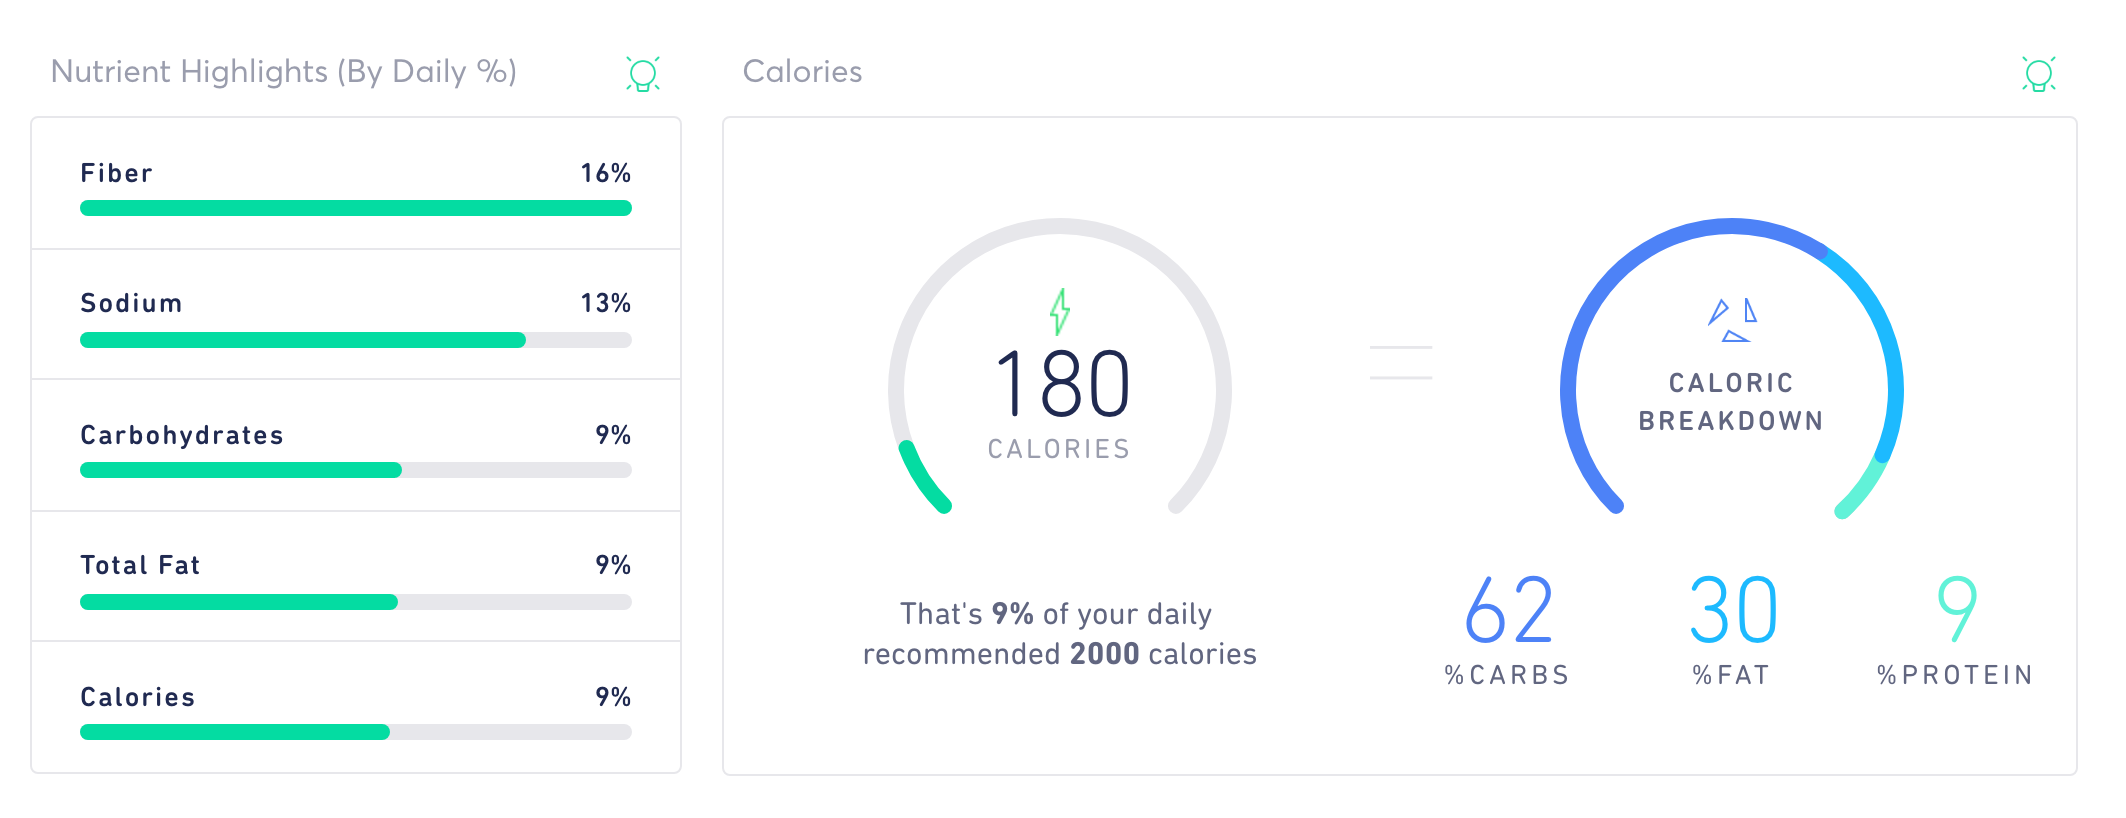 Nutrient Highlights (By Daily %)
Fiber 16%
Sodium 13%
Carbohydrates 9%
Total Fat 9%
Calories 9%
Calories
180
CALORIES
That's 9% of your daily
recommended 2000 calories
CALORIC
BREAKDOWN
62 30 9
%CARBS %FAT %PROTEIN